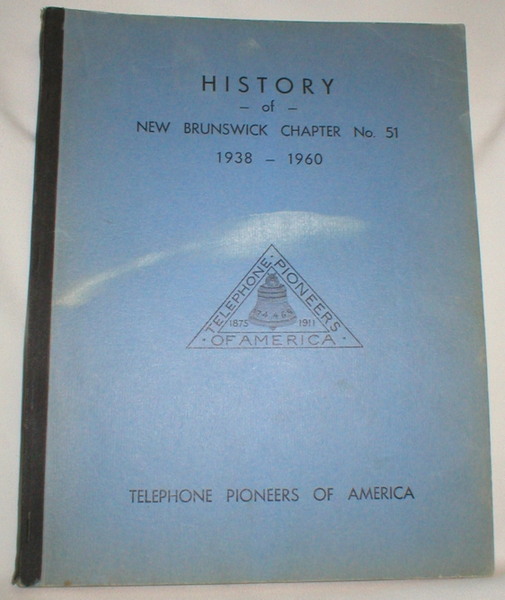 HISTORY
– of –
NEW BRUNSWICK CHAPTER No. 51
1938 – 1960
TELEPHONE · PIONEERS
1875 1911
· OF AMERICA ·
TELEPHONE PIONEERS OF AMERICA